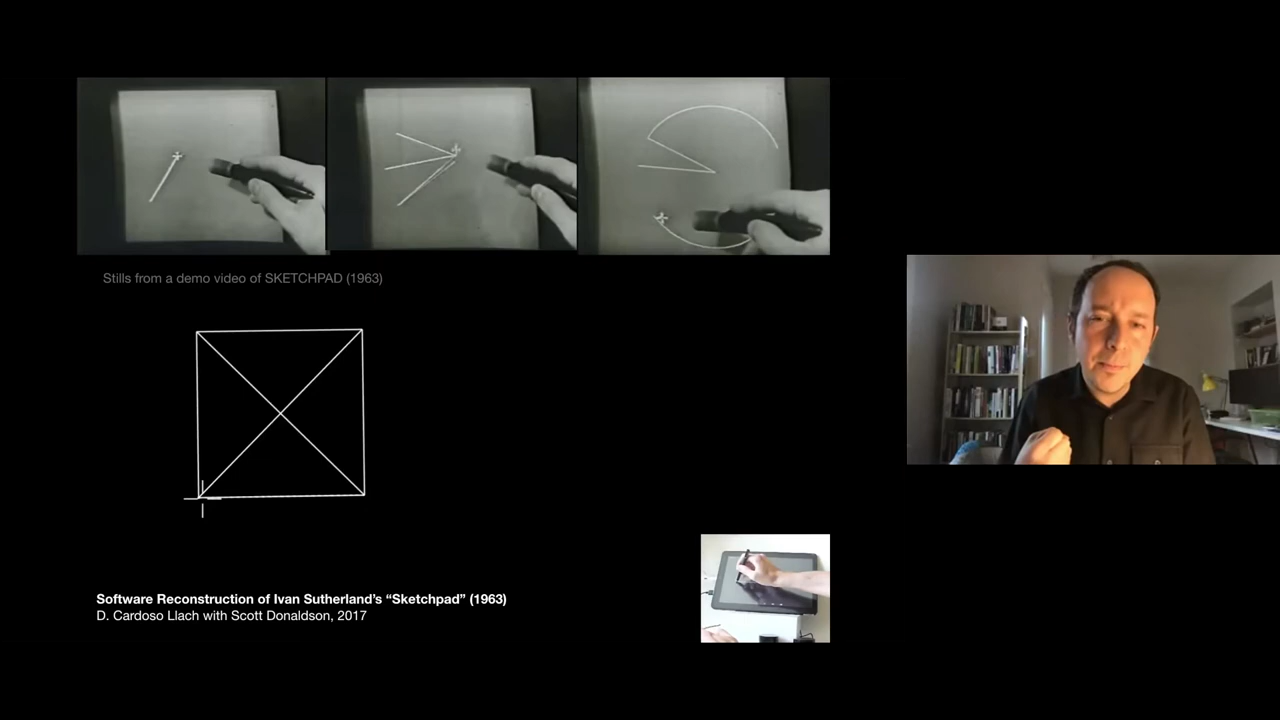 Stills from a demo video of SKETCHPAD (1963)
Software Reconstruction of Ivan Sutherland’s “Sketchpad” (1963)
D. Cardoso Llach with Scott Donaldson, 2017